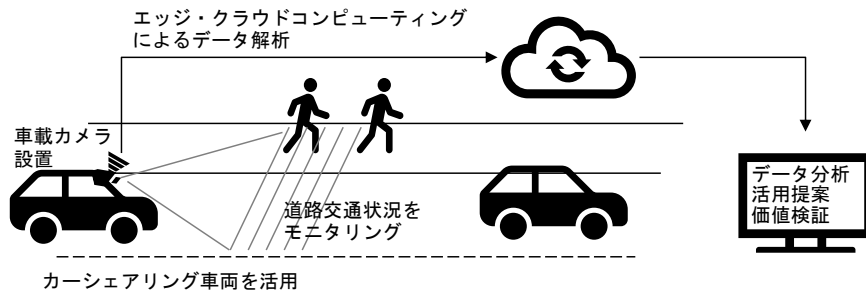 エッジ・クラウドコンピューティング
によるデータ解析
車載カメラ
設置
道路交通状況を
モニタリング
データ分析
活用提案
価値検証
カーシェアリング車両を活用